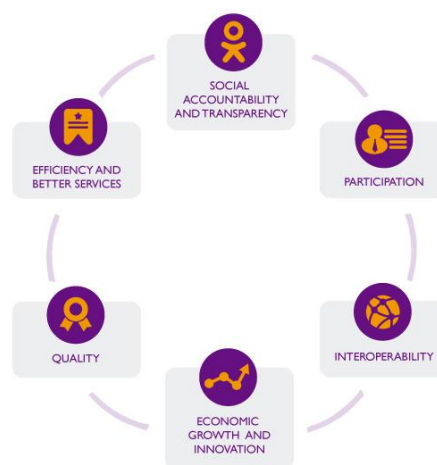 SOCIAL
ACCOUNTABILITY
AND TRANSPARENCY
EFFICIENCY AND
BETTER SERVICES
PARTICIPATION
QUALITY
INTEROPERABILITY
ECONOMIC
GROWTH AND
INNOVATION